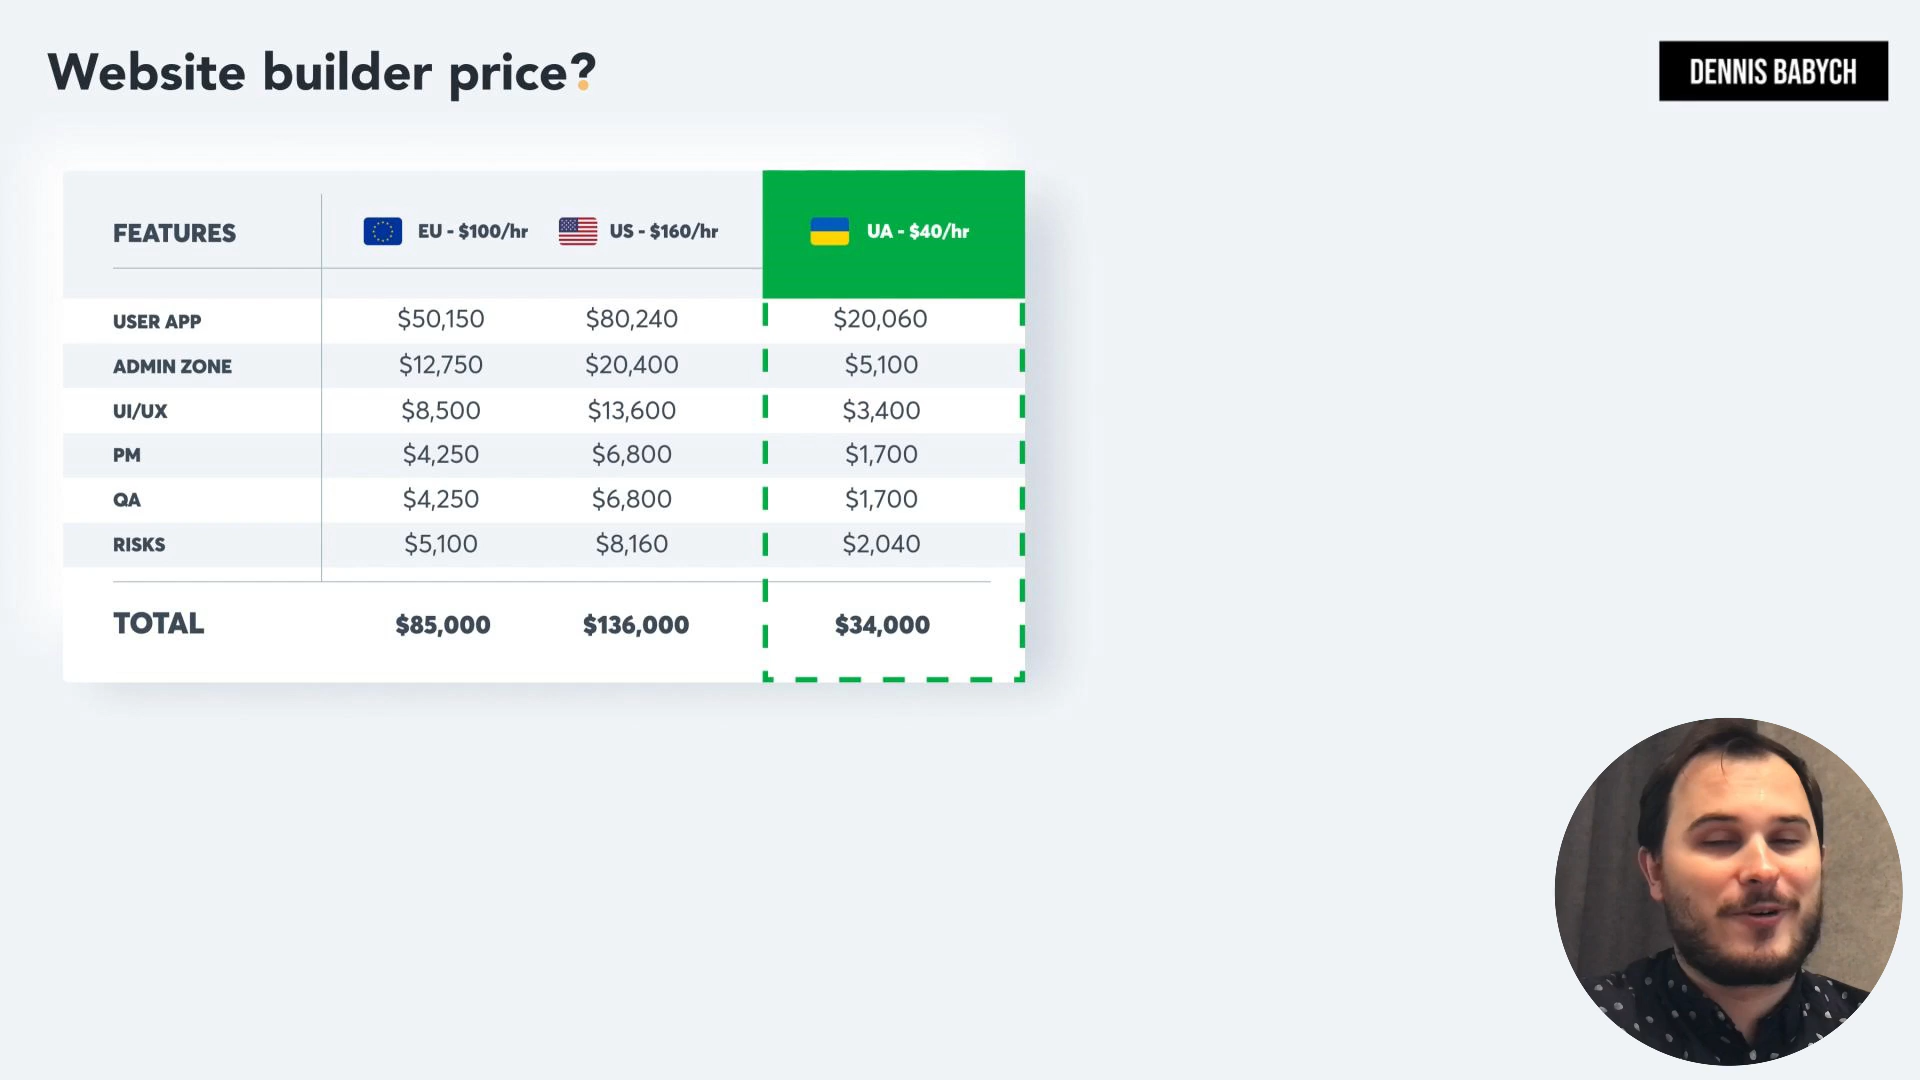 Website builder price?
DENNIS BABYCH
FEATURES EU - $100/hr US - $160/hr UA - $40/hr
USER APP $50,150 $80,240 $20,060
ADMIN ZONE $12,750 $20,400 $5,100
UI/UX $8,500 $13,600 $3,400
PM $4,250 $6,800 $1,700
QA $4,250 $6,800 $1,700
RISKS $5,100 $8,160 $2,040
TOTAL $85,000 $136,000 $34,000